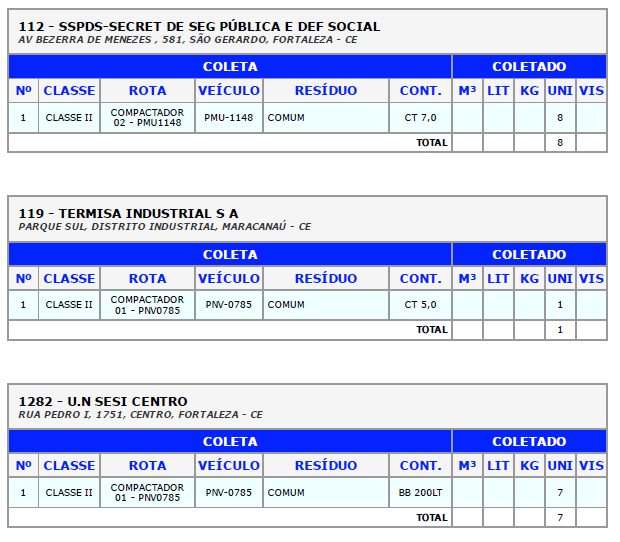 112 - SSPDS-SECRET DE SEG PÚBLICA E DEF SOCIAL
AV BEZERRA DE MENEZES , 581, SÃO GERARDO, FORTALEZA - CE
COLETA COLETADO
Nº CLASSE ROTA VEÍCULO RESÍDUO CONT. M³ LIT KG UNI VIS
1 CLASSE II COMPACTADOR 02 - PMU1148 PMU-1148 COMUM CT 7,0 8
TOTAL 8
119 - TERMISA INDUSTRIAL S A
PARQUE SUL, DISTRITO INDUSTRIAL, MARACANAÚ - CE
COLETA COLETADO
Nº CLASSE ROTA VEÍCULO RESÍDUO CONT. M³ LIT KG UNI VIS
1 CLASSE II COMPACTADOR 01 - PNV0785 PNV-0785 COMUM CT 5,0 1
TOTAL 1
1282 - U.N SESI CENTRO
RUA PEDRO I, 1751, CENTRO, FORTALEZA - CE
COLETA COLETADO
Nº CLASSE ROTA VEÍCULO RESÍDUO CONT. M³ LIT KG UNI VIS
1 CLASSE II COMPACTADOR 01 - PNV0785 PNV-0785 COMUM BB 200LT 7
TOTAL 7